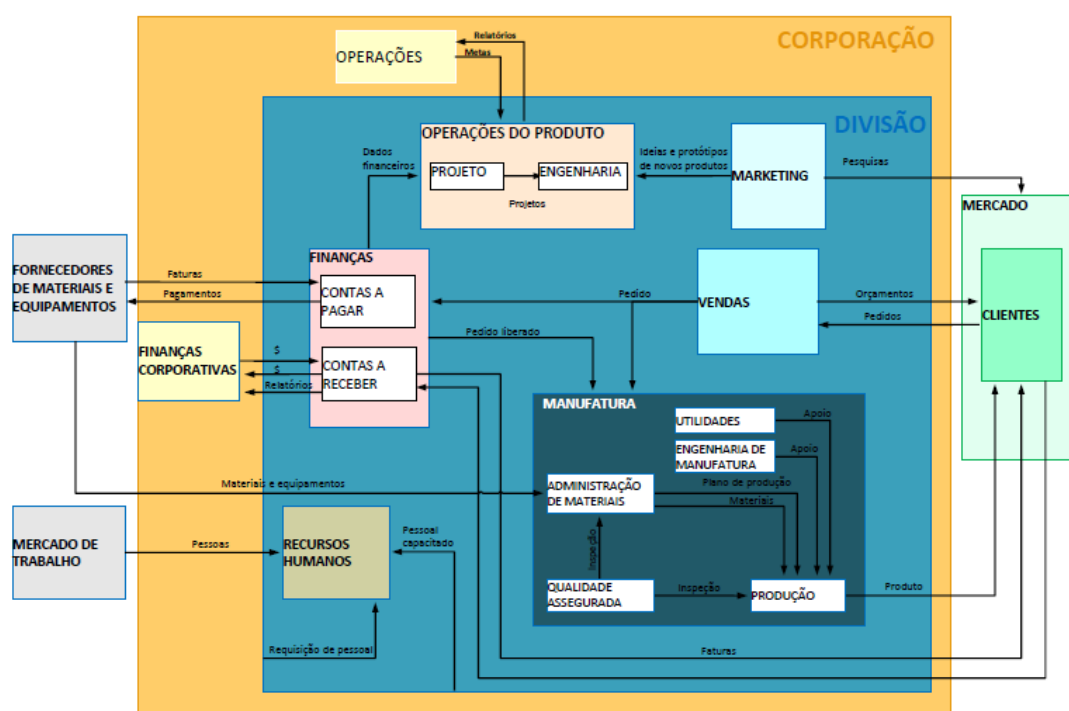 CORPORAÇÃO
OPERAÇÕES
Relatórios
Metas
DIVISÃO
OPERAÇÕES DO PRODUTO
PROJETO
ENGENHARIA
Projetos
Dados
financeiros
Ideias e protótipos
de novos produtos
MARKETING
Pesquisas
MERCADO
CLIENTES
FORNECEDORES
DE MATERIAIS E
EQUIPAMENTOS
Faturas
Pagamentos
FINANÇAS
CONTAS A
PAGAR
CONTAS A
RECEBER
Pedido
VENDAS
Orçamentos
Pedidos
Pedido liberado
FINANÇAS
CORPORATIVAS
$
$
Relatórios
MANUFATURA
UTILIDADES
Apoio
ENGENHARIA DE
MANUFATURA
Apoio
Materiais e equipamentos
ADMINISTRAÇÃO
DE MATERIAIS
Plano de produção
Materiais
Inspeção
QUALIDADE
ASSEGURADA
Inspeção
PRODUÇÃO
Produto
MERCADO DE
TRABALHO
Pessoas
RECURSOS
HUMANOS
Pessoal
capacitado
Requisição de pessoal
Faturas